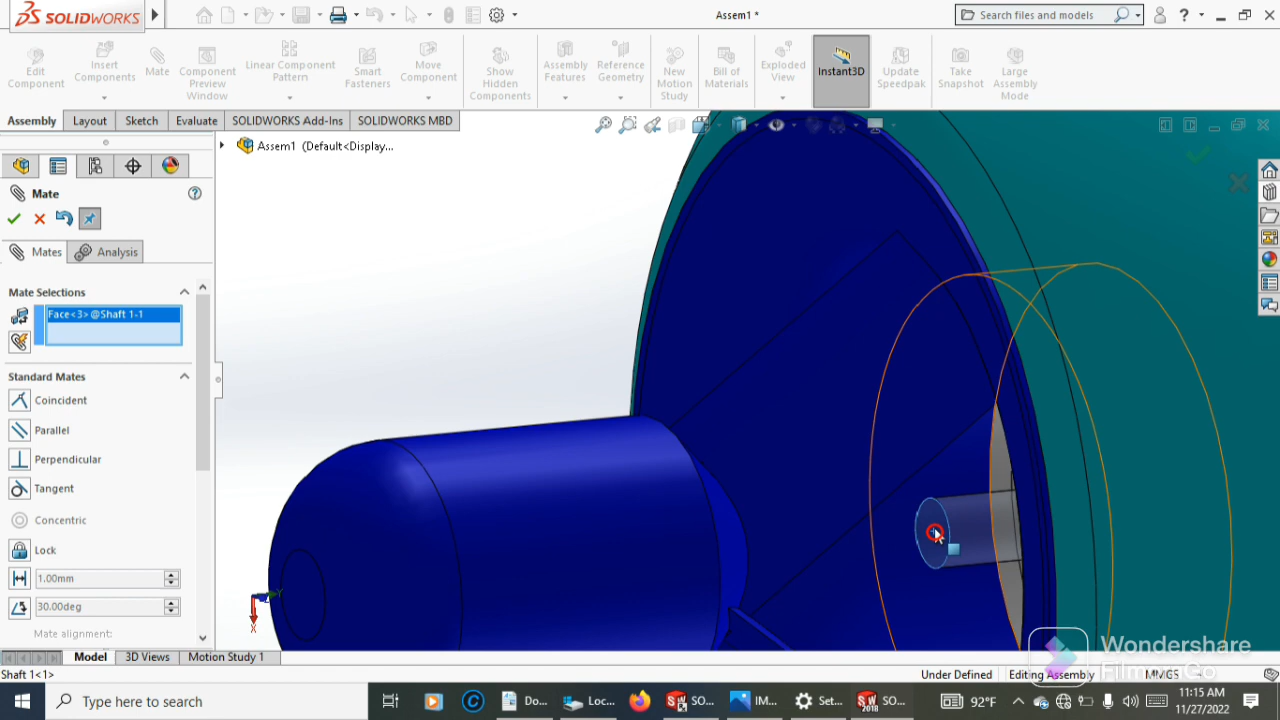 SOLIDWORKS
Assem1 *
Search files and models
Edit Component
Insert Components
Mate
Component Preview Window
Linear Component Pattern
Smart Fasteners
Move Component
Show Hidden Components
Assembly Features
Reference Geometry
New Motion Study
Bill of Materials
Exploded View
Instant3D
Update Speedpak
Take Snapshot
Large Assembly Mode
Assembly Layout Sketch Evaluate SOLIDWORKS Add-Ins SOLIDWORKS MBD
Assem1 (Default<Display...
Mate
Mates Analysis
Mate Selections
Face<3>@Shaft 1-1
Standard Mates
Coincident
Parallel
Perpendicular
Tangent
Concentric
Lock
1.00mm
30.00deg
Mate alignment:
Y
X
Wondershare
Model 3D Views Motion Study 1
Shaft 1<1>
Under Defined Editing Assembly MMGS
Type here to search
Do...
Loc...
SO...
IM...
Set...
SOLIDWORKS 2018
SO...
92°F
11:15 AM
11/27/2022